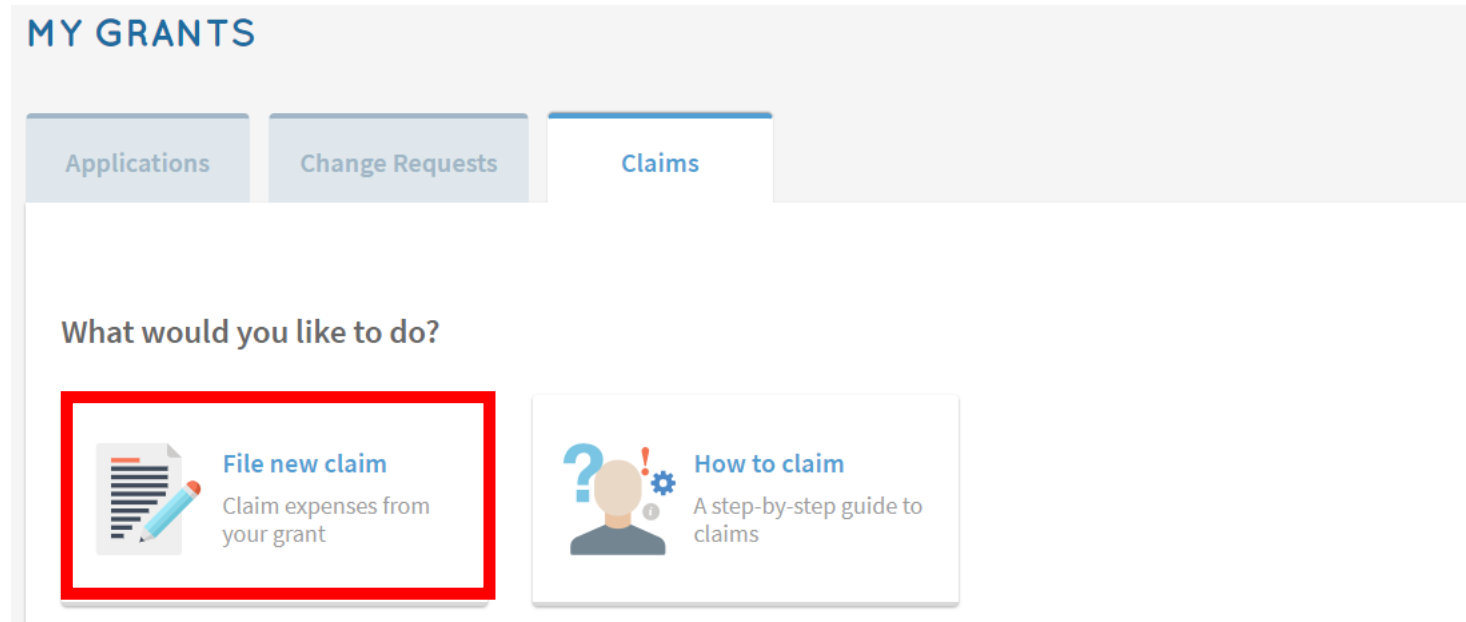 MY GRANTS
Applications
Change Requests
Claims
What would you like to do?
File new claim
Claim expenses from
your grant
How to claim
A step-by-step guide to
claims